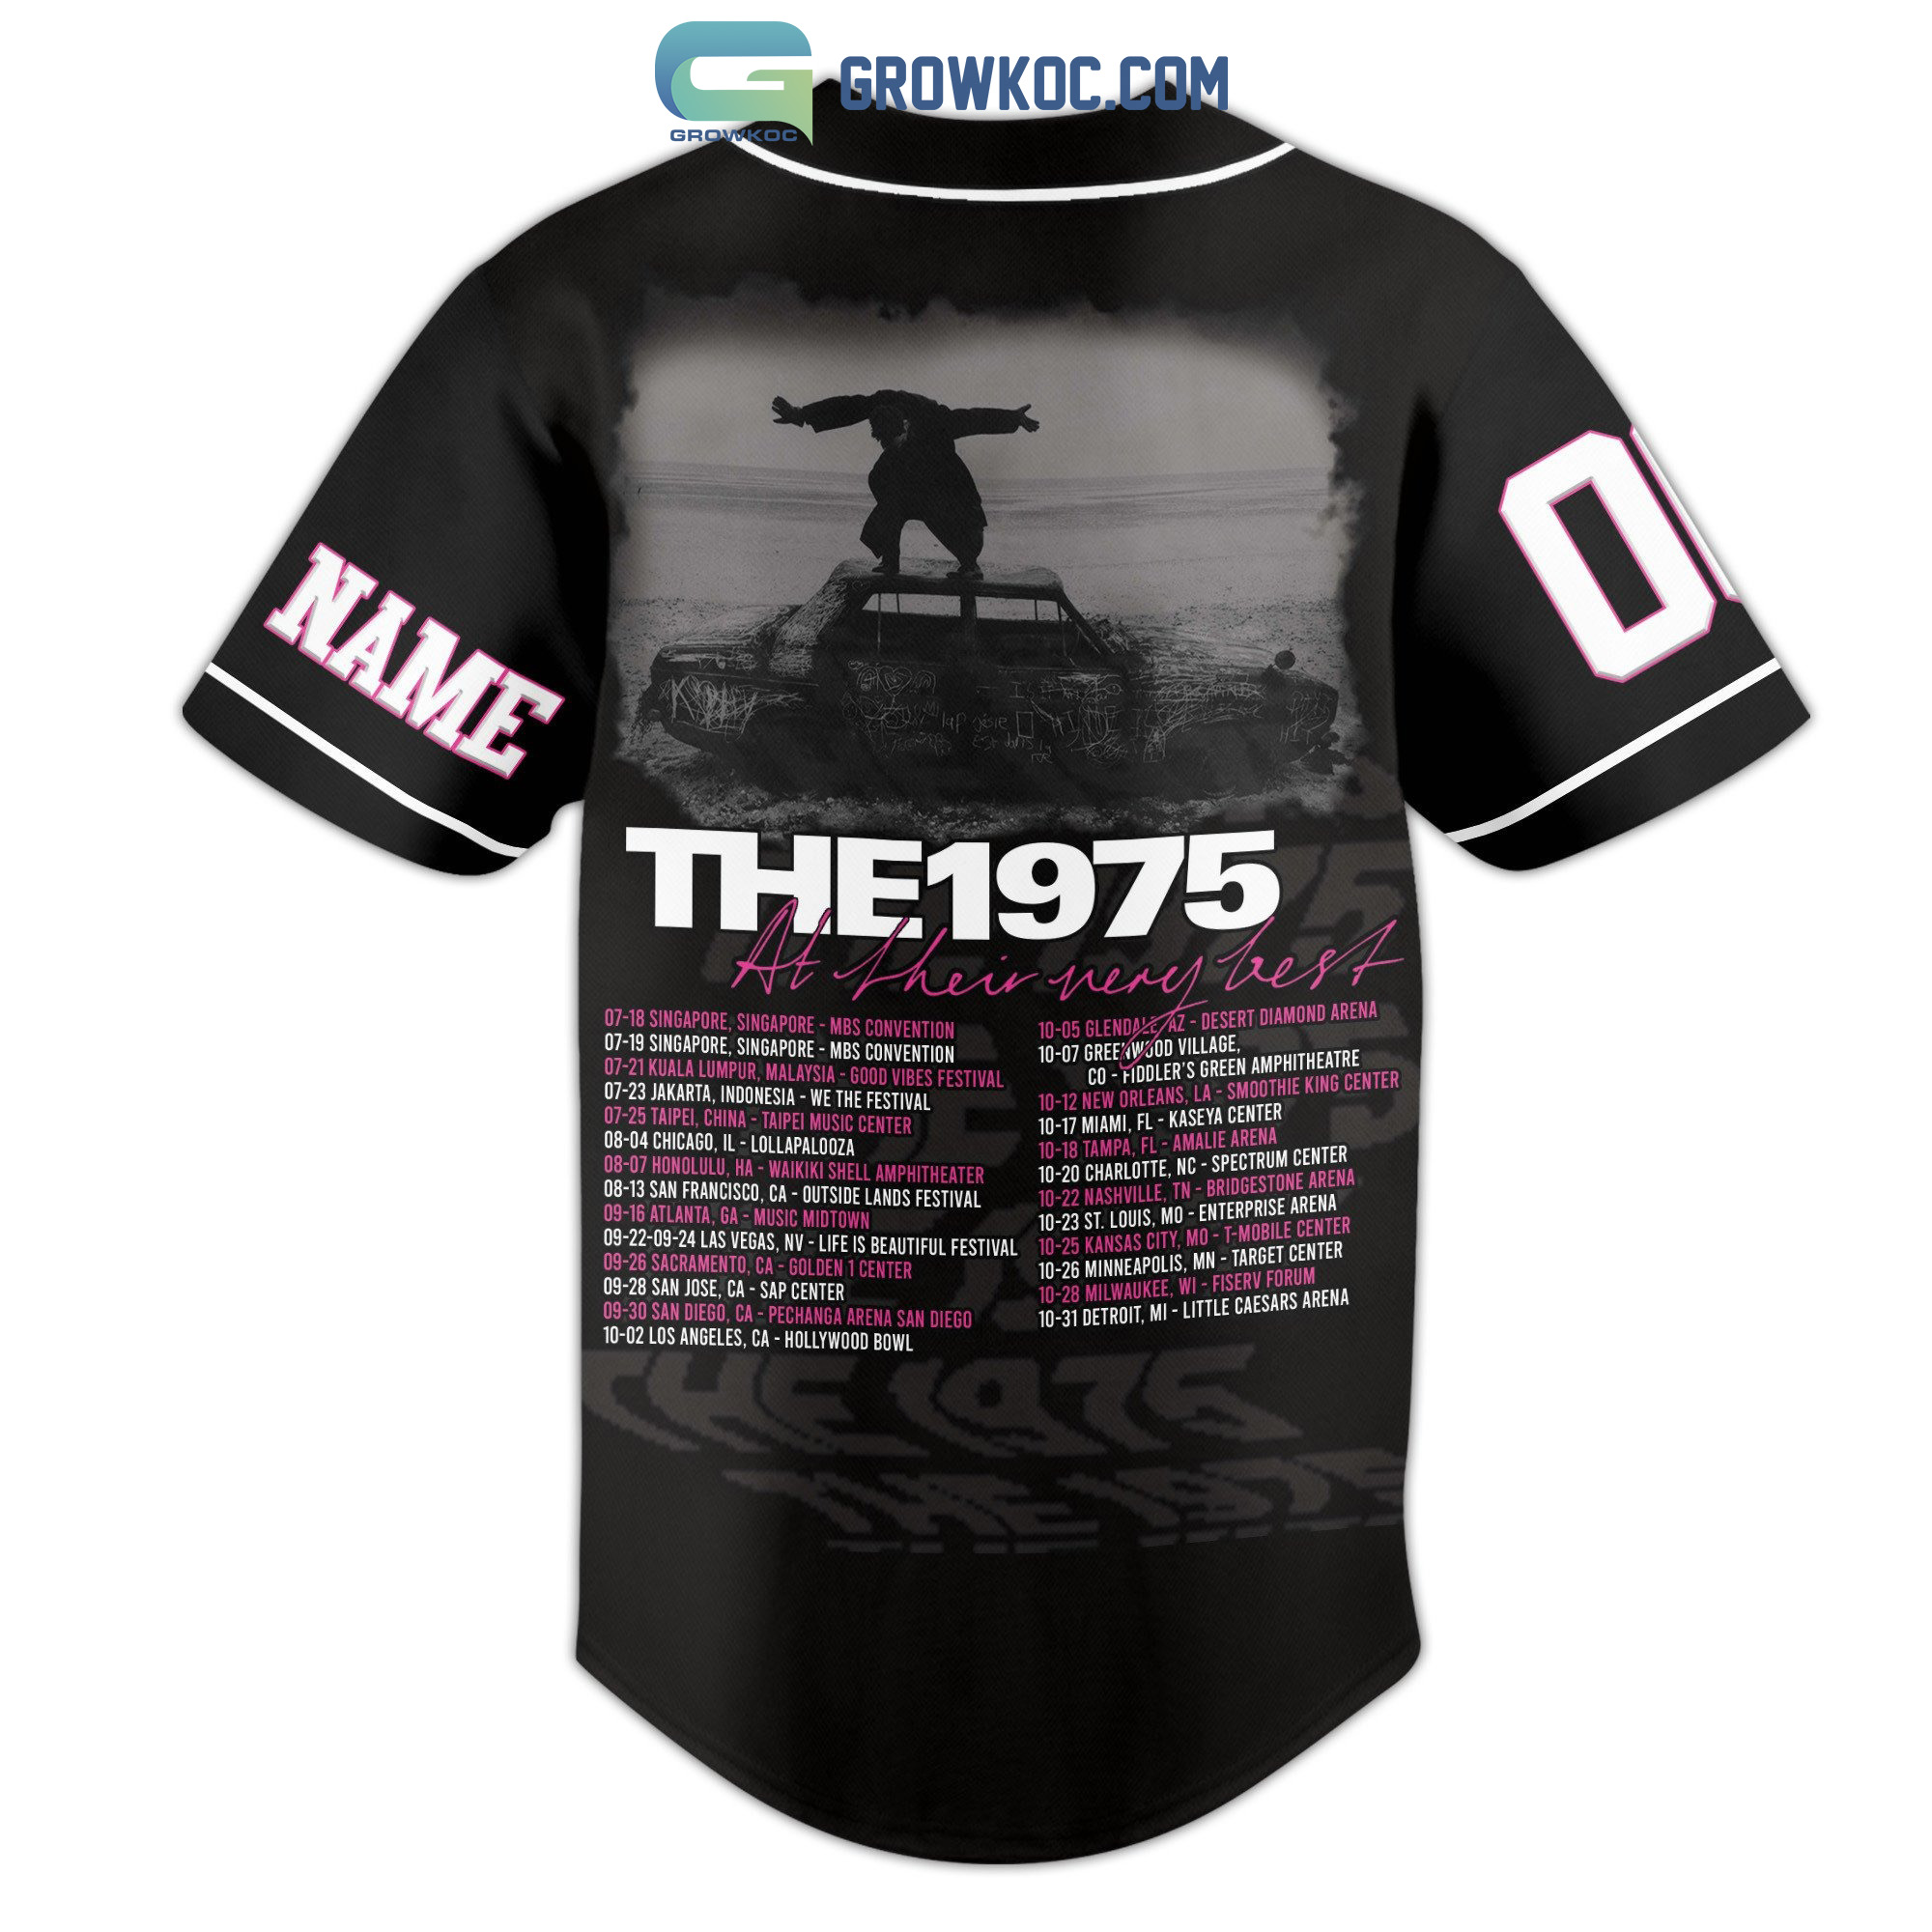 GROWKOC
GROWKOC.COM
NAME
THE 1975
At their very best
07-18 SINGAPORE, SINGAPORE - MBS CONVENTION
07-19 SINGAPORE, SINGAPORE - MBS CONVENTION
07-21 KUALA LUMPUR, MALAYSIA - GOOD VIBES FESTIVAL
07-23 JAKARTA, INDONESIA - WE THE FESTIVAL
07-25 TAIPEI, CHINA - TAIPEI MUSIC CENTER
08-04 CHICAGO, IL - LOLLAPALOOZA
08-07 HONOLULU, HA - WAIKIKI SHELL AMPHITHEATER
08-13 SAN FRANCISCO, CA - OUTSIDE LANDS FESTIVAL
09-16 ATLANTA, GA - MUSIC MIDTOWN
09-22-09-24 LAS VEGAS, NV - LIFE IS BEAUTIFUL FESTIVAL
09-26 SACRAMENTO, CA - GOLDEN 1 CENTER
09-28 SAN JOSE, CA - SAP CENTER
09-30 SAN DIEGO, CA - PECHANGA ARENA SAN DIEGO
10-02 LOS ANGELES, CA - HOLLYWOOD BOWL
10-05 GLENDALE, AZ - DESERT DIAMOND ARENA
10-07 GREENWOOD VILLAGE,
CO - FIDDLER'S GREEN AMPHITHEATRE
10-12 NEW ORLEANS, LA - SMOOTHIE KING CENTER
10-17 MIAMI, FL - KASEYA CENTER
10-18 TAMPA, FL - AMALIE ARENA
10-20 CHARLOTTE, NC - SPECTRUM CENTER
10-22 NASHVILLE, TN - BRIDGESTONE ARENA
10-23 ST. LOUIS, MO - ENTERPRISE ARENA
10-25 KANSAS CITY, MO - T-MOBILE CENTER
10-26 MINNEAPOLIS, MN - TARGET CENTER
10-28 MILWAUKEE, WI - FISERV FORUM
10-31 DETROIT, MI - LITTLE CAESARS ARENA
THE 1975
THE 1975